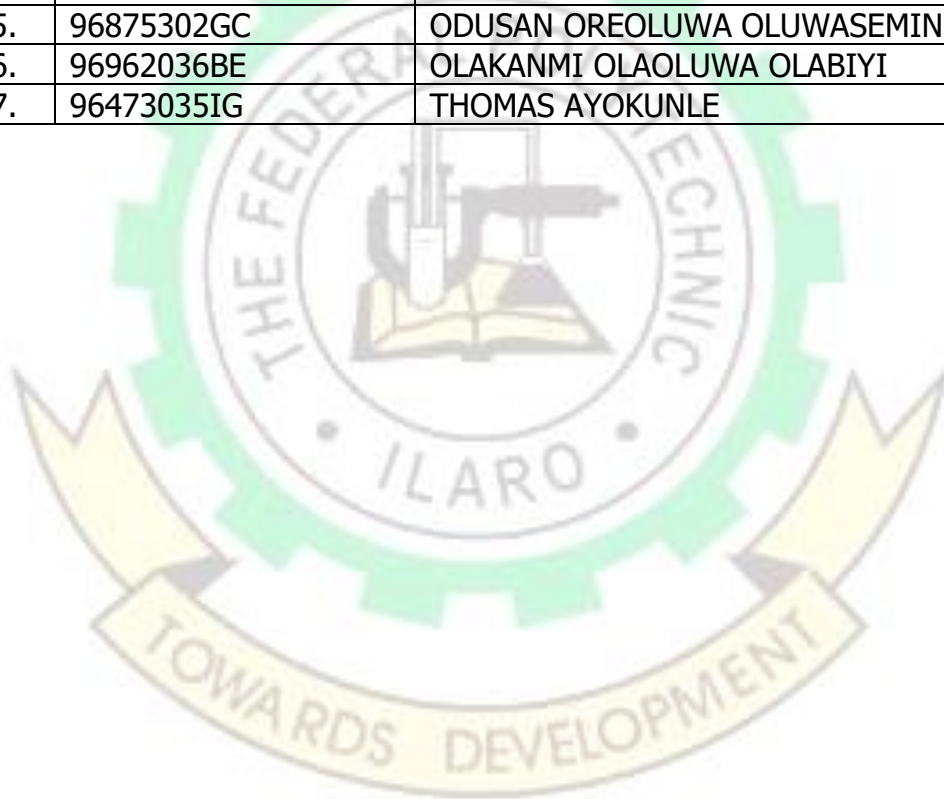 5. 96875302GC ODUSAN OREOLUWA OLUWASEMIN
6. 96962036BE OLAKANMI OLAOLUWA OLABIYI
7. 96473035IG THOMAS AYOKUNLE
THE FEDERAL POLYTECHNIC
ILARO
TOWARDS DEVELOPMENT